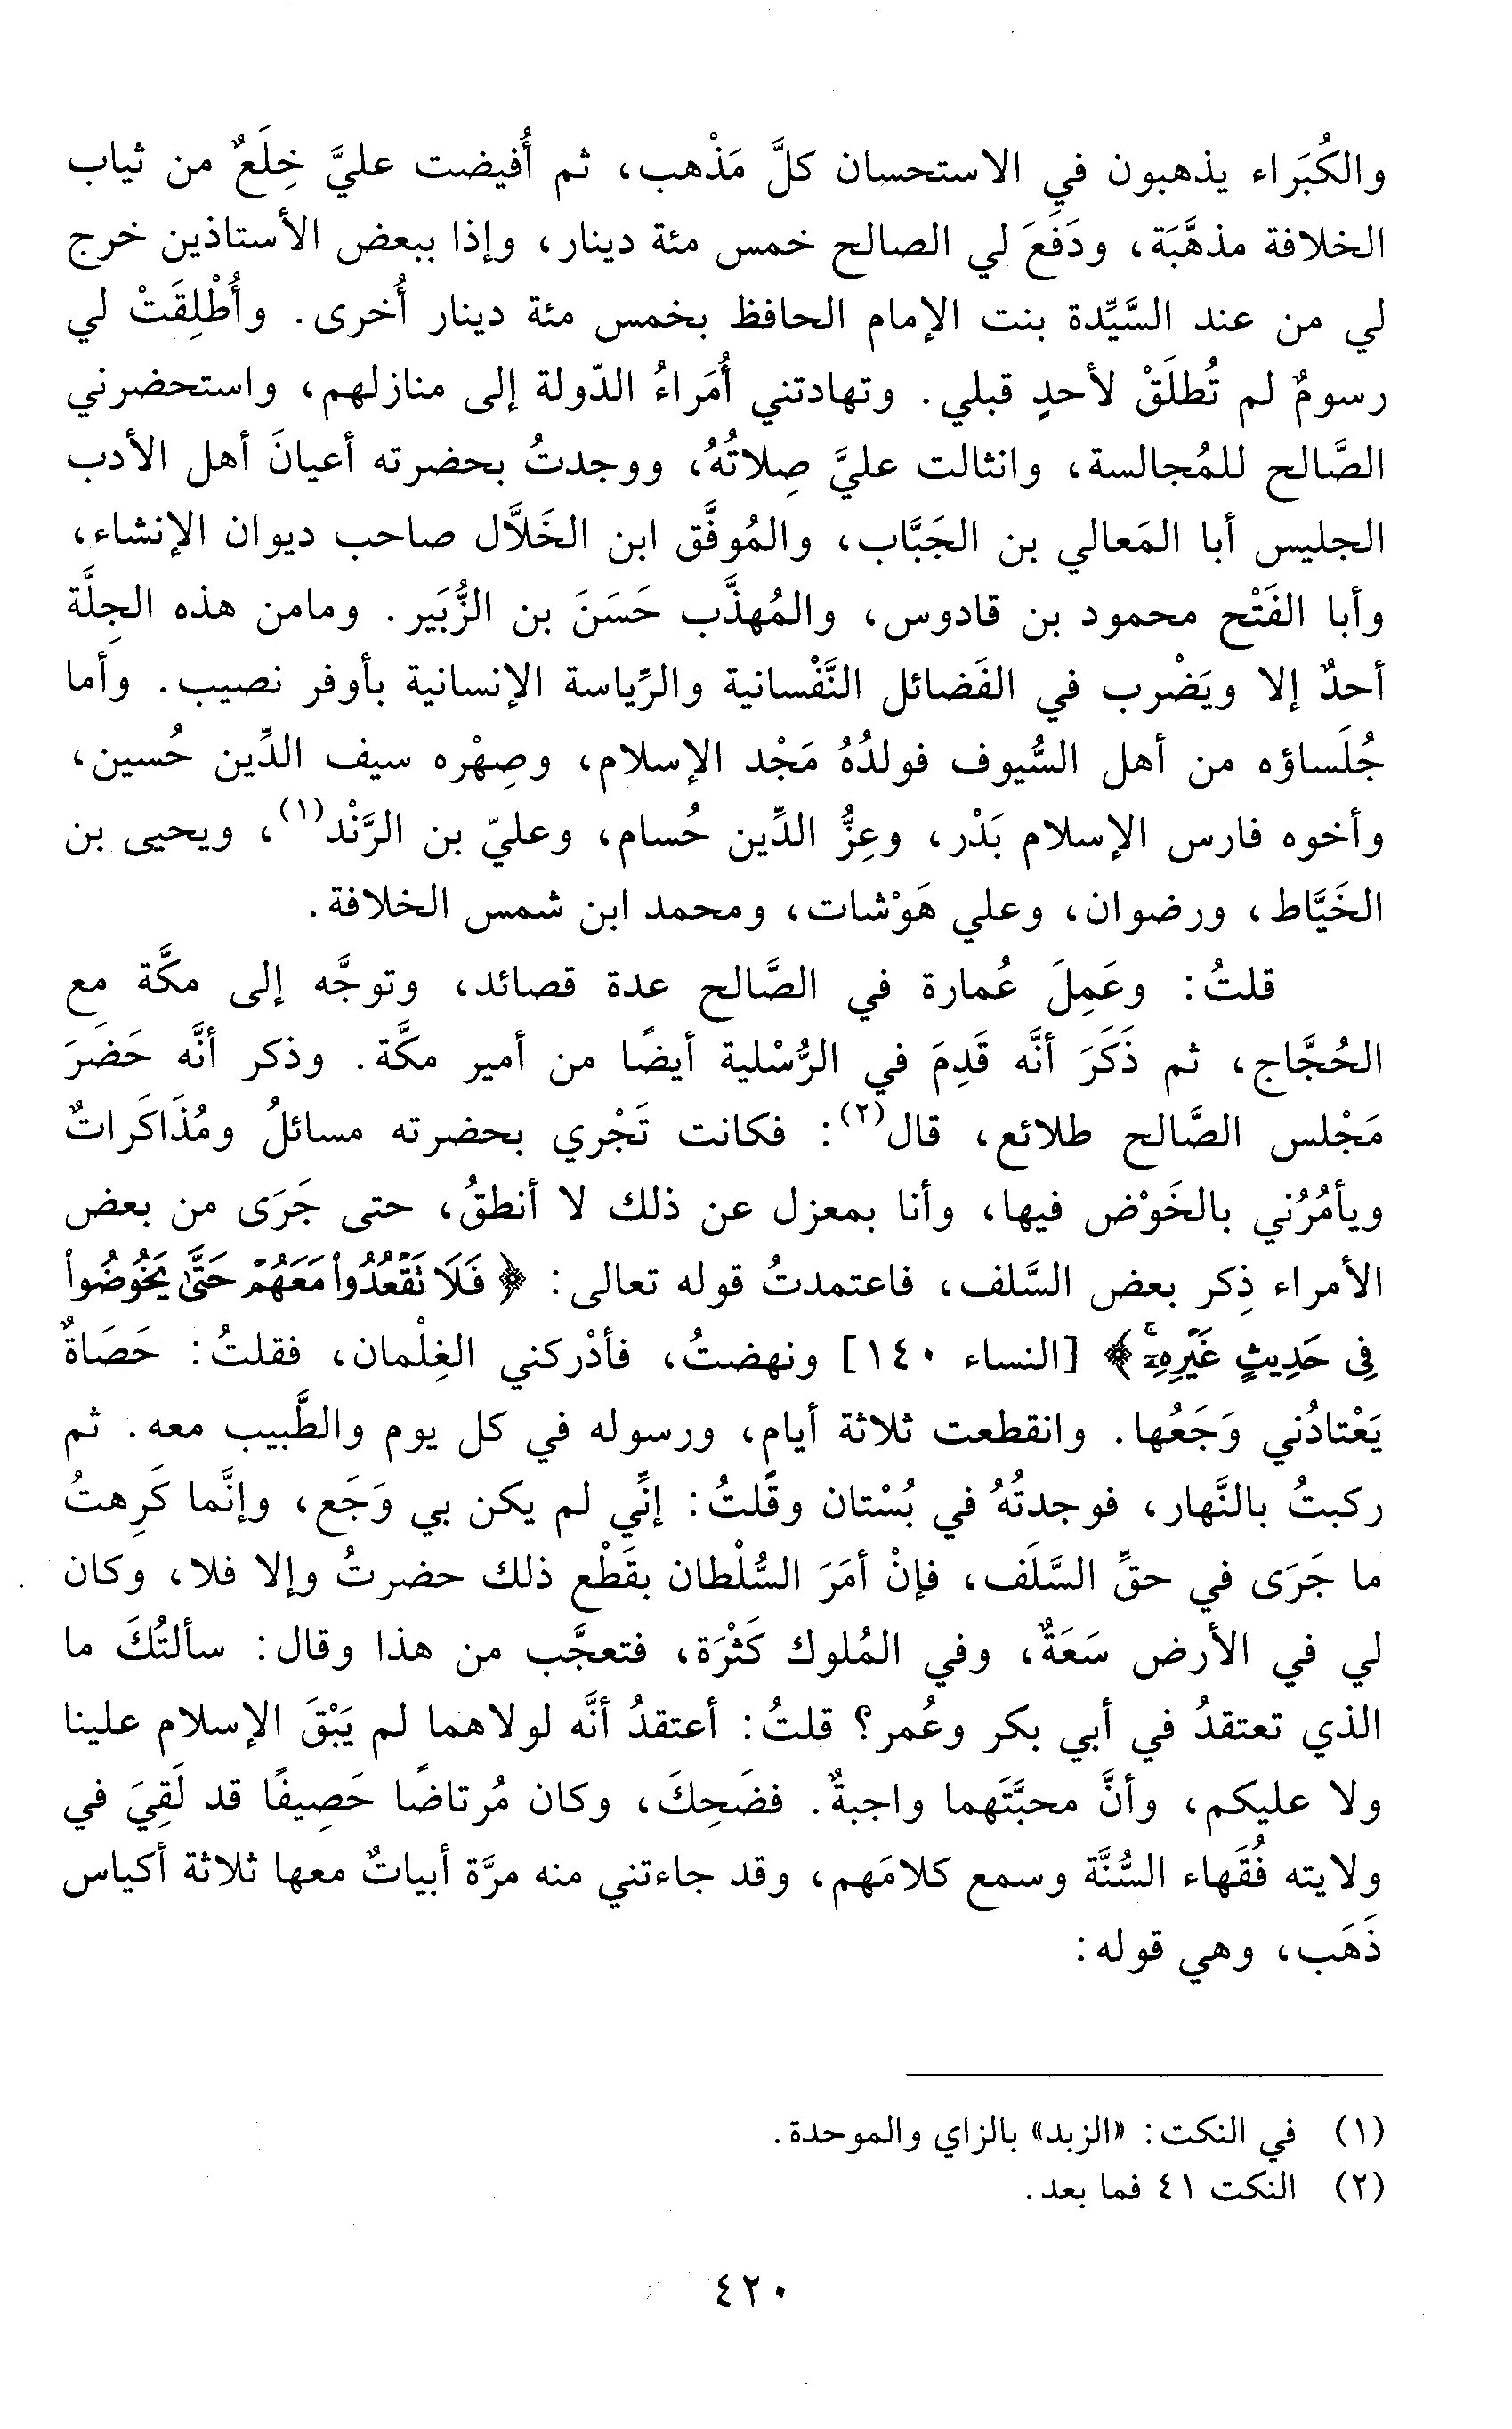 والكُبَراء يذهبون في الاستحسان كلَّ مَذْهب، ثم أُفيضت عليَّ خِلَعٌ من ثياب
الخلافة مذهَّبَة، ودَفَعَ لي الصالح خمس مئة دينار، وإذا ببعض الأستاذين خرج
لي من عند السَّيِّدة بنت الإمام الحافظ بخمس مئة دينار أُخرى. وأُطْلِقَتْ لي
رسومٌ لم تُطلَقْ لأحدٍ قبلي. وتهادتني أُمَراءُ الدّولة إلى منازلهم، واستحضرني
الصَّالح للمُجالسة، وانثالت عليَّ صِلاتُهُ، ووجدتُ بحضرته أعيانَ أهل الأدب
الجليس أبا المَعالي بن الجَبَّاب، والمُوفَّق ابن الخَلاَّل صاحب ديوان الإنشاء،
وأبا الفَتْح محمود بن قادوس، والمُهذَّب حَسَنَ بن الزُّبَير. ومامن هذه الجِلَّة
أحدٌ إلا ويَضْرب في الفَضائل النَّفْسانية والرِّياسة الإنسانية بأوفر نصيب. وأما
جُلَساؤه من أهل السُّيوف فولدُهُ مَجْد الإسلام، وصِهْره سيف الدِّين حُسين،
وأخوه فارس الإسلام بَدْر، وعِزُّ الدِّين حُسام، وعليّ بن الرَّنْد(١)، ويحيى بن
الخَيَّاط، ورضوان، وعلي هَوْشات، ومحمد ابن شمس الخلافة.
قلتُ: وعَمِلَ عُمارة في الصَّالح عدة قصائد، وتوجَّه إلى مكَّة مع
الحُجَّاج، ثم ذَكَرَ أنَّه قَدِمَ في الرُّسْلية أيضًا من أمير مكَّة. وذكر أنَّه حَضَرَ
مَجْلس الصَّالح طلائع، قال(٢): فكانت تَجْري بحضرته مسائلُ ومُذَاكَراتٌ
ويأمُرُني بالخَوْض فيها، وأنا بمعزل عن ذلك لا أنطقُ، حتى جَرَى من بعض
الأمراء ذِكر بعض السَّلف، فاعتمدتُ قوله تعالى: ﴿فَلَا نَقْعُدُوا۟ مَعَهُمْ حَتَّىٰ يَخُوضُوا۟
فِى حَدِيثٍ غَيْرِهِۦٓ﴾ [النساء ١٤٠] ونهضتُ، فأدْركني الغِلْمان، فقلتُ: حَصَاةٌ
يَعْتادُني وَجَعُها. وانقطعت ثلاثة أيام، ورسوله في كل يوم والطَّبيب معه. ثم
ركبتُ بالنَّهار، فوجدتُهُ في بُسْتان وقُلتُ: إنِّي لم يكن بي وَجَع، وإنَّما كَرِهتُ
ما جَرَى في حقِّ السَّلَف، فإنْ أمَرَ السُّلْطان بقَطْع ذلك حضرتُ وإلا فلا، وكان
لي في الأرض سَعَةٌ، وفي المُلوك كَثْرَة، فتعجَّب من هذا وقال: سألتُكَ ما
الذي تعتقدُ في أبي بكر وعُمر؟ قلتُ: أعتقدُ أنَّه لولاهما لم يَبْقَ الإسلام علينا
ولا عليكم، وأنَّ محبَّتَهما واجبةٌ. فضَحِكَ، وكان مُرتاضًا حَصِيفًا قد لَقِيَ في
ولايته فُقَهاء السُّنَّة وسمع كلامَهم، وقد جاءتني منه مرَّة أبياتٌ معها ثلاثة أكياس
ذَهَب، وهي قوله:
(١) في النكت: «الزبد» بالزاي والموحدة.
(٢) النكت ٤١ فما بعد.
٤٢٠